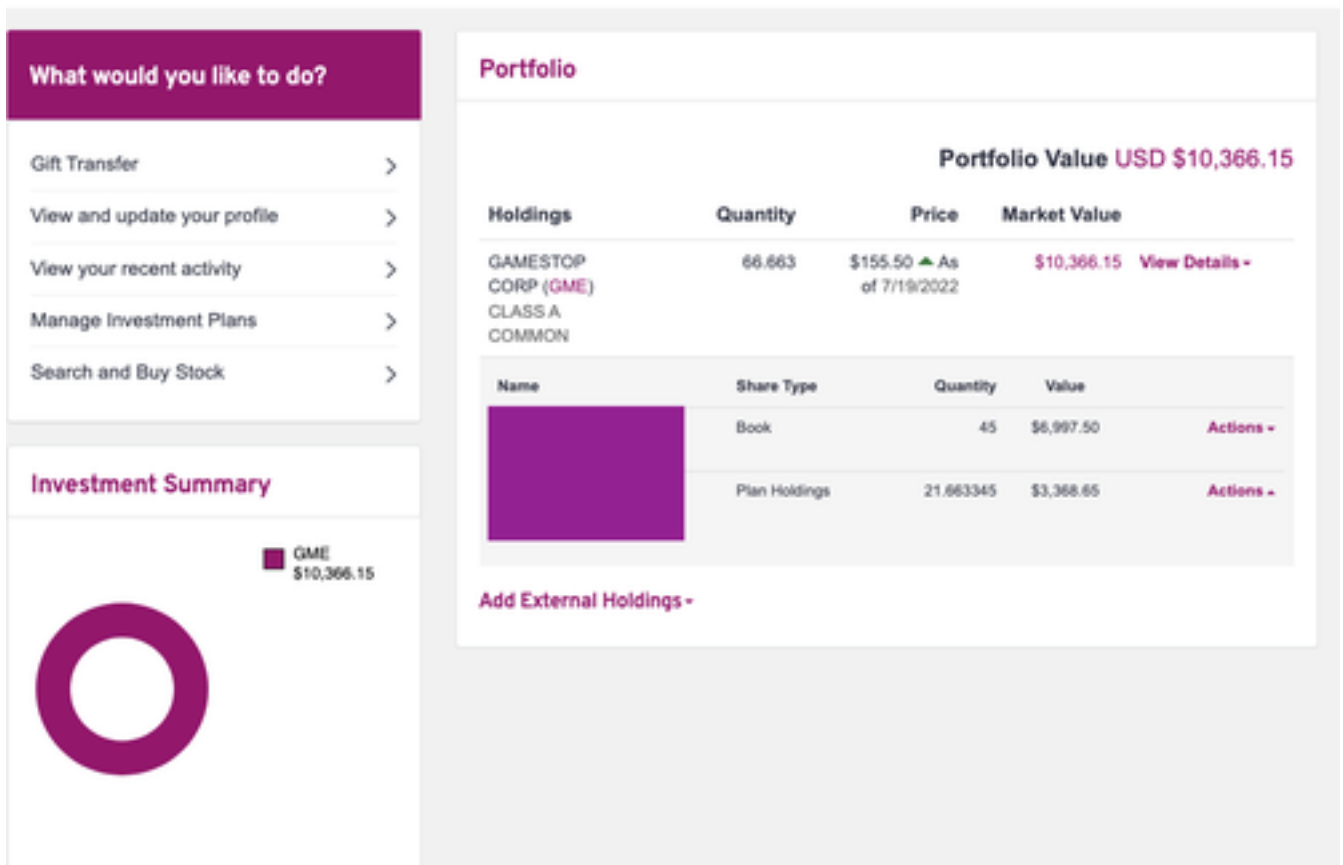 What would you like to do?
Gift Transfer
View and update your profile
View your recent activity
Manage Investment Plans
Search and Buy Stock
Investment Summary
GME
$10,366.15
Portfolio
Portfolio Value USD $10,366.15
Holdings Quantity Price Market Value
GAMESTOP 66.663 $155.50 As $10,366.15 View Details
CORP (GME) of 7/19/2022
CLASS A
COMMON
Name Share Type Quantity Value
Book 45 $6,997.50 Actions
Plan Holdings 21.663345 $3,368.65 Actions
Add External Holdings